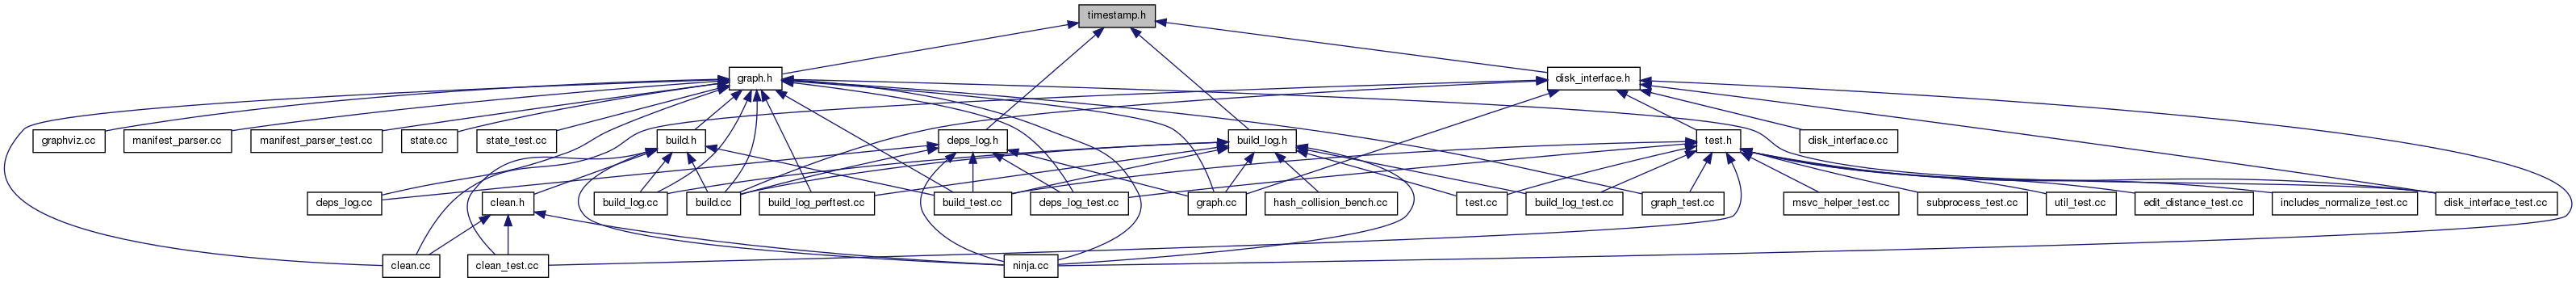 timestamp.h
graph.h
disk_interface.h
graphviz.cc
manifest_parser.cc
manifest_parser_test.cc
state.cc
state_test.cc
build.h
deps_log.h
build_log.h
test.h
disk_interface.cc
deps_log.cc
clean.h
build_log.cc
build.cc
build_log_perftest.cc
build_test.cc
deps_log_test.cc
graph.cc
hash_collision_bench.cc
test.cc
build_log_test.cc
graph_test.cc
msvc_helper_test.cc
subprocess_test.cc
util_test.cc
edit_distance_test.cc
includes_normalize_test.cc
disk_interface_test.cc
clean.cc
clean_test.cc
ninja.cc